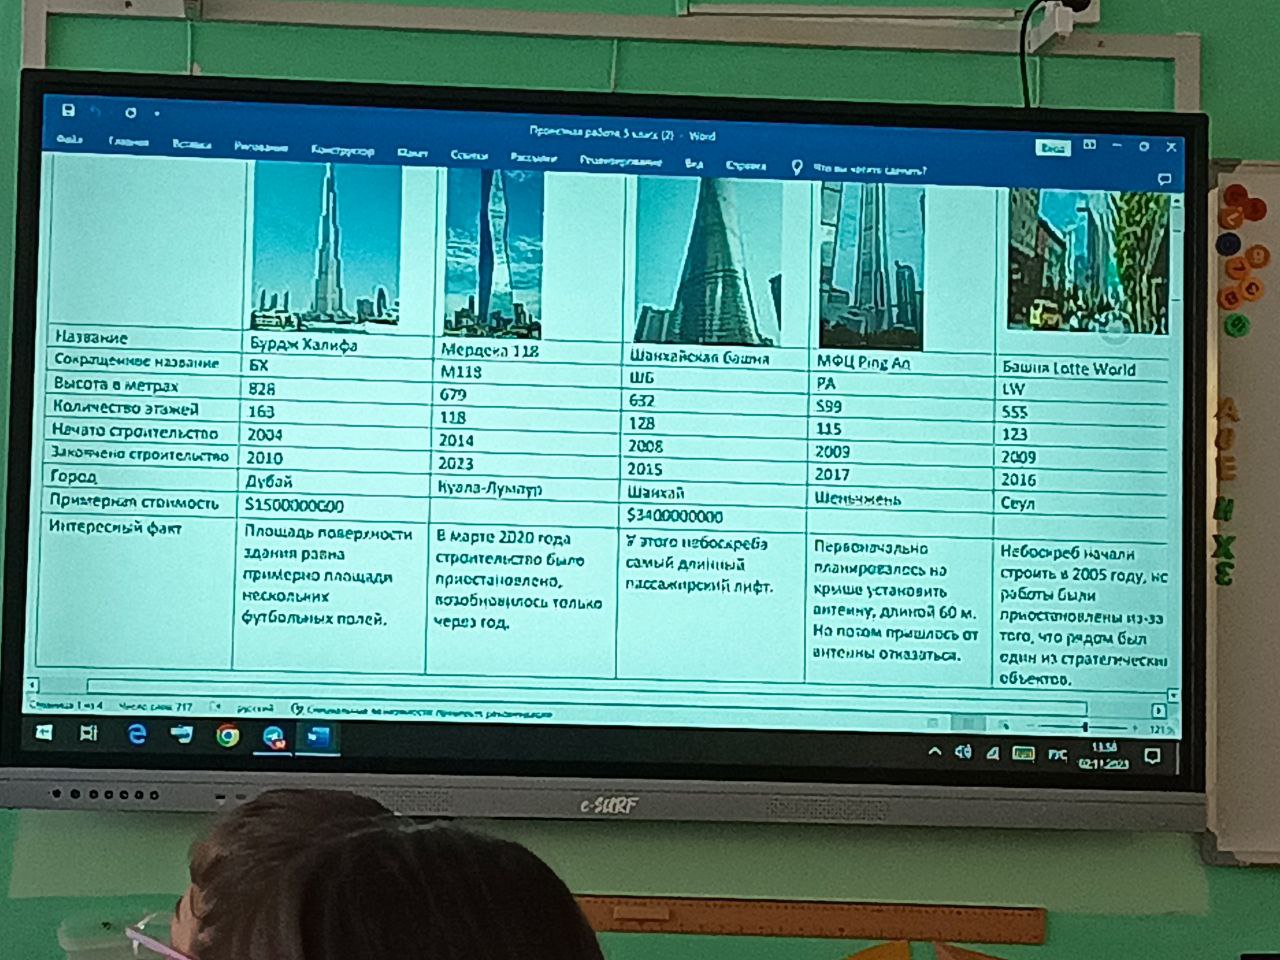 Проектная работа 5 класс (2) - Word
Файл Главная Вставка Рисование Конструктор Макет Ссылки Рассылки Рецензирование Вид Справка Что вы хотите сделать?
Вход
Название Бурдж Халифа Мердека 118 Шанхайская башня МФЦ Ping An Башня Lotte World
Сокращенное название БХ М118 ШБ PA LW
Высота в метрах 828 679 632 599 555
Количество этажей 163 118 128 115 123
Начато строительство 2004 2014 2008 2009 2009
Закончено строительство 2010 2023 2015 2017 2016
Город Дубай Куала-Лумпур Шанхай Шеньчжень Сеул
Примерная стоимость $1500000000 $3400000000
Интересный факт
Площадь поверхности
здания равна
примерно площади
нескольких
футбольных полей.
В марте 2020 года
строительство было
приостановлено,
возобновилось только
через год.
У этого небоскреба
самый длинный
пассажирский лифт.
Первоначально
планировалось на
крыше установить
антенну, длиной 60 м.
Но потом пришлось от
антенны отказаться.
Небоскреб начали
строить в 2005 году, но
работы были
приостановлены из-за
того, что рядом был
один из стратегически
объектов.
Страница 1 из 4 Число слов: 717 русский
121%
РУС
13:58
02.11.2023
e-SURF